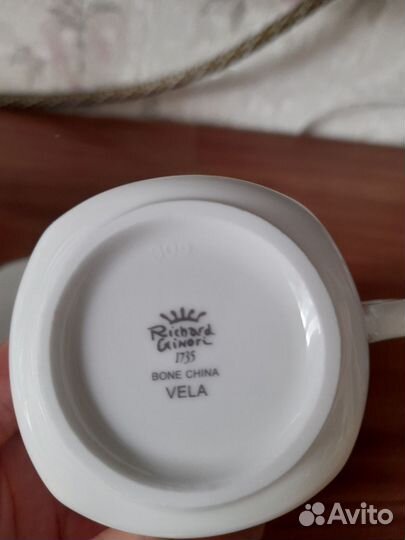 Richard
Ginori
1735
BONE CHINA
VELA
Avito